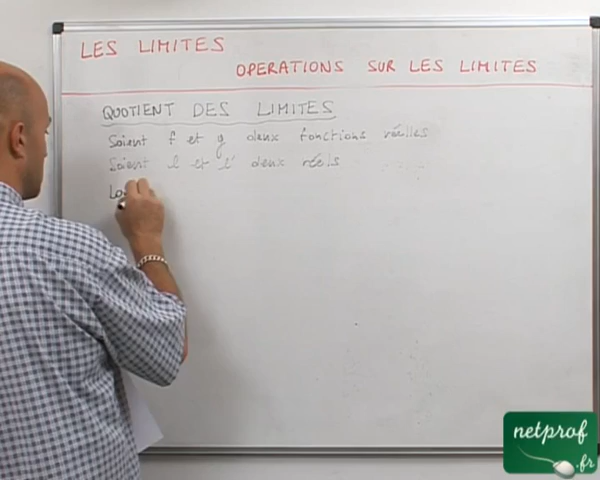 LES LIMITES
OPERATIONS SUR LES LIMITES
QUOTIENT DES LIMITES
Soient f et g deux fonctions réelles
Soient l et l' deux réels
netprof
.fr